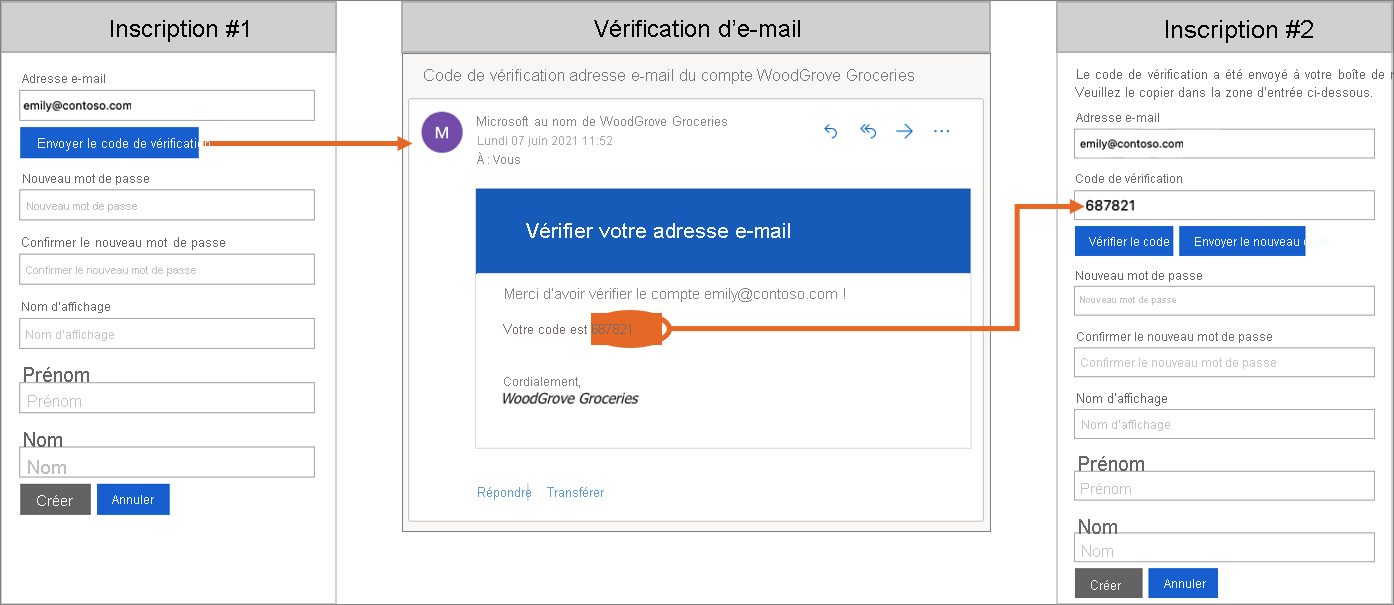 Inscription #1
Adresse e-mail
emily@contoso.com
Envoyer le code de vérification
Nouveau mot de passe
Nouveau mot de passe
Confirmer le nouveau mot de passe
Confirmer le nouveau mot de passe
Nom d'affichage
Nom d'affichage
Prénom
Prénom
Nom
Nom
Créer
Annuler
Vérification d'e-mail
Code de vérification adresse e-mail du compte WoodGrove Groceries
M
Microsoft au nom de WoodGrove Groceries
Lundi 07 juin 2021 11:52
À : Vous
Vérifier votre adresse e-mail
Merci d'avoir vérifier le compte emily@contoso.com !
Votre code est 687821
Cordialement,
WoodGrove Groceries
Répondre
Transférer
Inscription #2
Le code de vérification a été envoyé à votre boîte de
Veuillez le copier dans la zone d'entrée ci-dessous.
Adresse e-mail
emily@contoso.com
Code de vérification
687821
Vérifier le code
Envoyer le nouveau code
Nouveau mot de passe
Nouveau mot de passe
Confirmer le nouveau mot de passe
Confirmer le nouveau mot de passe
Nom d'affichage
Nom d'affichage
Prénom
Prénom
Nom
Nom
Créer
Annuler